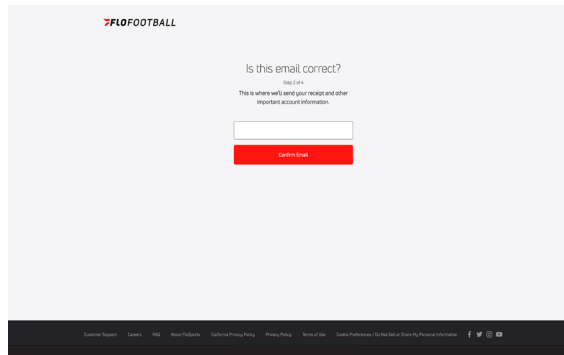 FLOFOOTBALL
Is this email correct?
Step 2 of 4
This is where we'll send your receipt and other
important account information.
Confirm Email
Customer Support Careers FAQ About FloSports California Privacy Policy Privacy Policy Terms of Use Cookie Preferences / Do Not Sell or Share My Personal Information